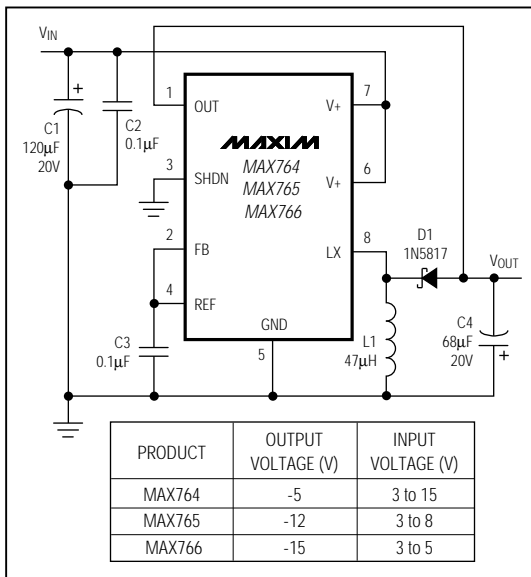 VIN
1
OUT
V+
7
C1
120µF
20V
C2
0.1µF
MAXIM
MAX764
MAX765
MAX766
3
SHDN
V+
6
2
FB
LX
8
D1
1N5817
VOUT
4
REF
C3
0.1µF
GND
5
L1
47µH
C4
68µF
20V
+
+
PRODUCT
OUTPUT
VOLTAGE (V)
INPUT
VOLTAGE (V)
MAX764 -5 3 to 15
MAX765 -12 3 to 8
MAX766 -15 3 to 5